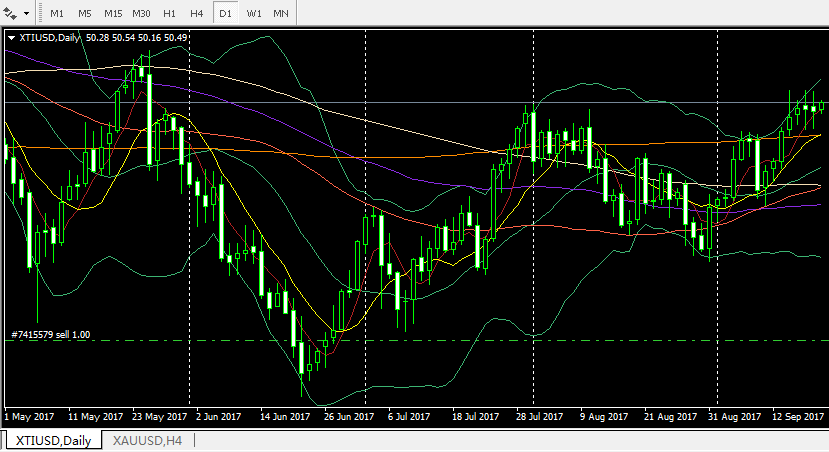 M1 M5 M15 M30 H1 H4 D1 W1 MN
XTIUSD,Daily 50.28 50.54 50.16 50.49
#7415579 sell 1.00
1 May 2017 11 May 2017 23 May 2017 2 Jun 2017 14 Jun 2017 26 Jun 2017 6 Jul 2017 18 Jul 2017 28 Jul 2017 9 Aug 2017 21 Aug 2017 31 Aug 2017 12 Sep 2017
XTIUSD,Daily XAUUSD,H4